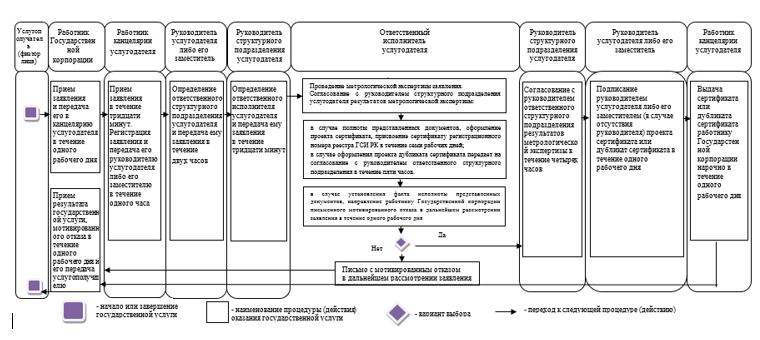 Услугополучатель
(физ/юр
лица)
Работник
Государствен
ной
корпорации
Работник
канцелярии
услугодателя
Руководитель
услугодателя
либо его
заместитель
Руководитель
структурного
подразделения
услугодателя
Ответственный
исполнитель
услугодателя
Руководитель
структурного
подразделения
услугодателя
Руководитель
услугодателя либо его
заместитель
Работник
канцелярии
услугодателя
Прием
заявления
и передача
его в
канцелярию
услугодателя
в течение
одного
рабочего дня
Прием
результата
государственн
ой услуги,
мотивированн
ого отказа в
течение
одного
рабочего дня и
его передача
услугополучат
елю
Прием
заявления
в течение
тридцати
минут.
Регистрация
заявления и
передача его
руководителю
услугодателя
либо его
заместителю
в течение
одного часа
Определение
ответственного
структурного
подразделения
услугодателя
и передача ему
заявления в
течение
двух часов
Определение
ответственного
исполнителя
услугодателя
и передача ему
заявления
в течение
тридцати минут
Проведение метрологической экспертизы заявления.
Согласование с руководителем структурного подразделения
услугодателя результатов метрологической экспертизы
в случае полноты представленных документов, оформление
проекта сертификата, присвоение сертификату регистрационного
номера реестра ГСИ РК в течение семи рабочих дней;
в случае оформления проекта дубликата сертификата передает на
согласование с руководителем ответственного структурного
подразделения в течение пяти часов.
в случае установления факта неполноты представленных
документов, направление работнику Государственной корпорации
письменного мотивированного отказа в дальнейшем рассмотрении
заявления в течение одного рабочего дня
Да
Нет
Письмо с мотивированным отказом
в дальнейшем рассмотрении заявления
Согласование с
руководителем
ответственного
структурного
подразделения
результатов
метрологическо
й экспертизы в
течение четырех
часов
Подписание
руководителем
услугодателя либо его
заместителем (в случае
отсутствия
руководителя) проекта
сертификата или
дубликат сертификата в
течение одного
рабочего дня
Выдача
сертификата
или
дубликата
сертификата
работнику
Государствен
ной
корпорации
нарочно в
течение
одного
рабочего дня
- начало или завершение
государственной услуги
- наименование процедуры (действия)
оказания государственной услуги
- вариант выбора
- переход к следующей процедуре (действию)